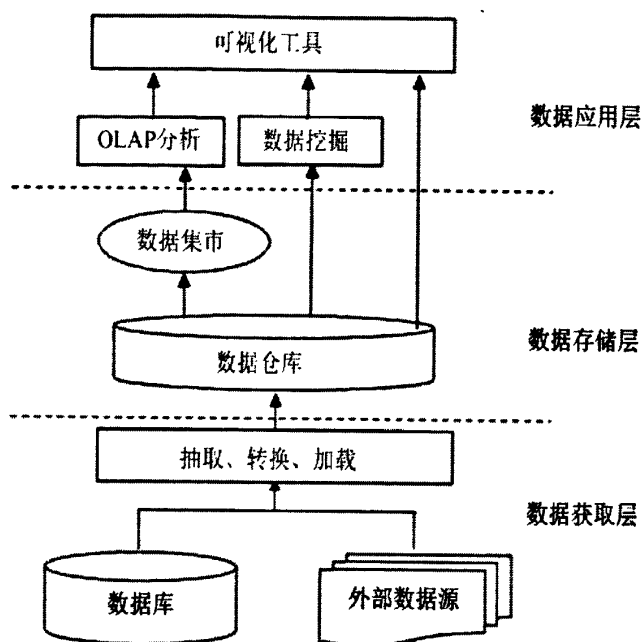 可视化工具
OLAP分析
数据挖掘
数据应用层
数据集市
数据仓库
数据存储层
抽取、转换、加载
数据获取层
数据库
外部数据源